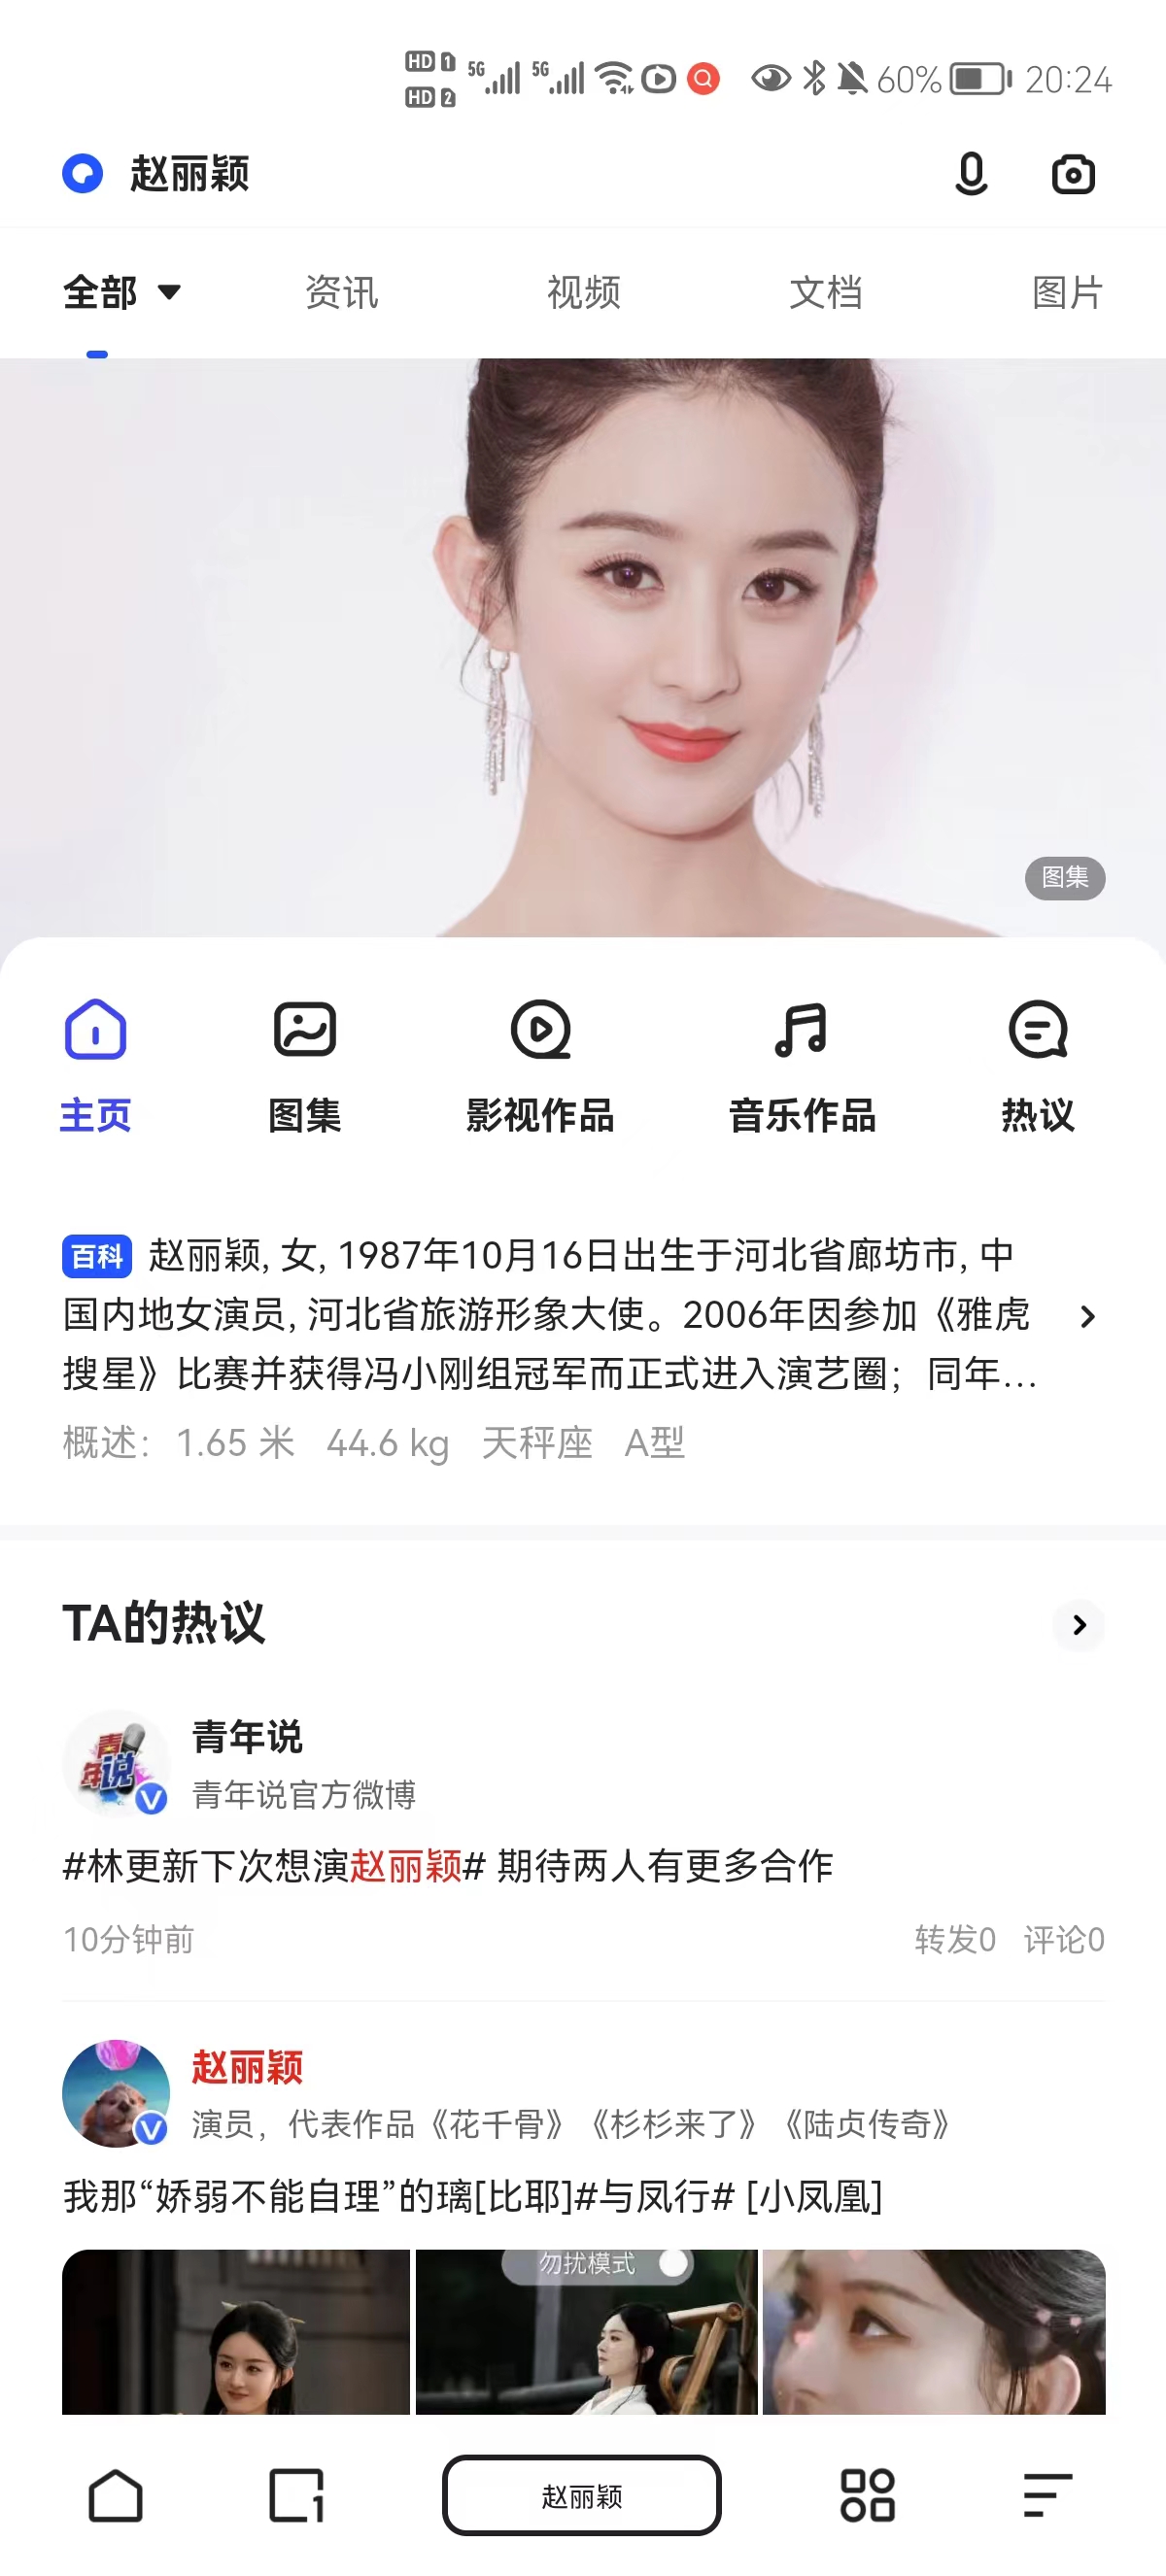 HD 1 5G 5G 60% 20:24
HD 2
赵丽颖
全部 资讯 视频 文档 图片
图集
主页 图集 影视作品 音乐作品 热议
百科 赵丽颖, 女, 1987年10月16日出生于河北省廊坊市, 中
国内地女演员, 河北省旅游形象大使。2006年因参加《雅虎
搜星》比赛并获得冯小刚组冠军而正式进入演艺圈；同年...
概述：1.65 米 44.6 kg 天秤座 A型
TA的热议
青年说
青年说
青年说官方微博
#林更新下次想演赵丽颖# 期待两人有更多合作
10分钟前 转发0 评论0
赵丽颖
演员，代表作品《花千骨》《杉杉来了》《陆贞传奇》
我那“娇弱不能自理”的璃[比耶]#与凤行# [小凤凰]
勿扰模式
1 赵丽颖